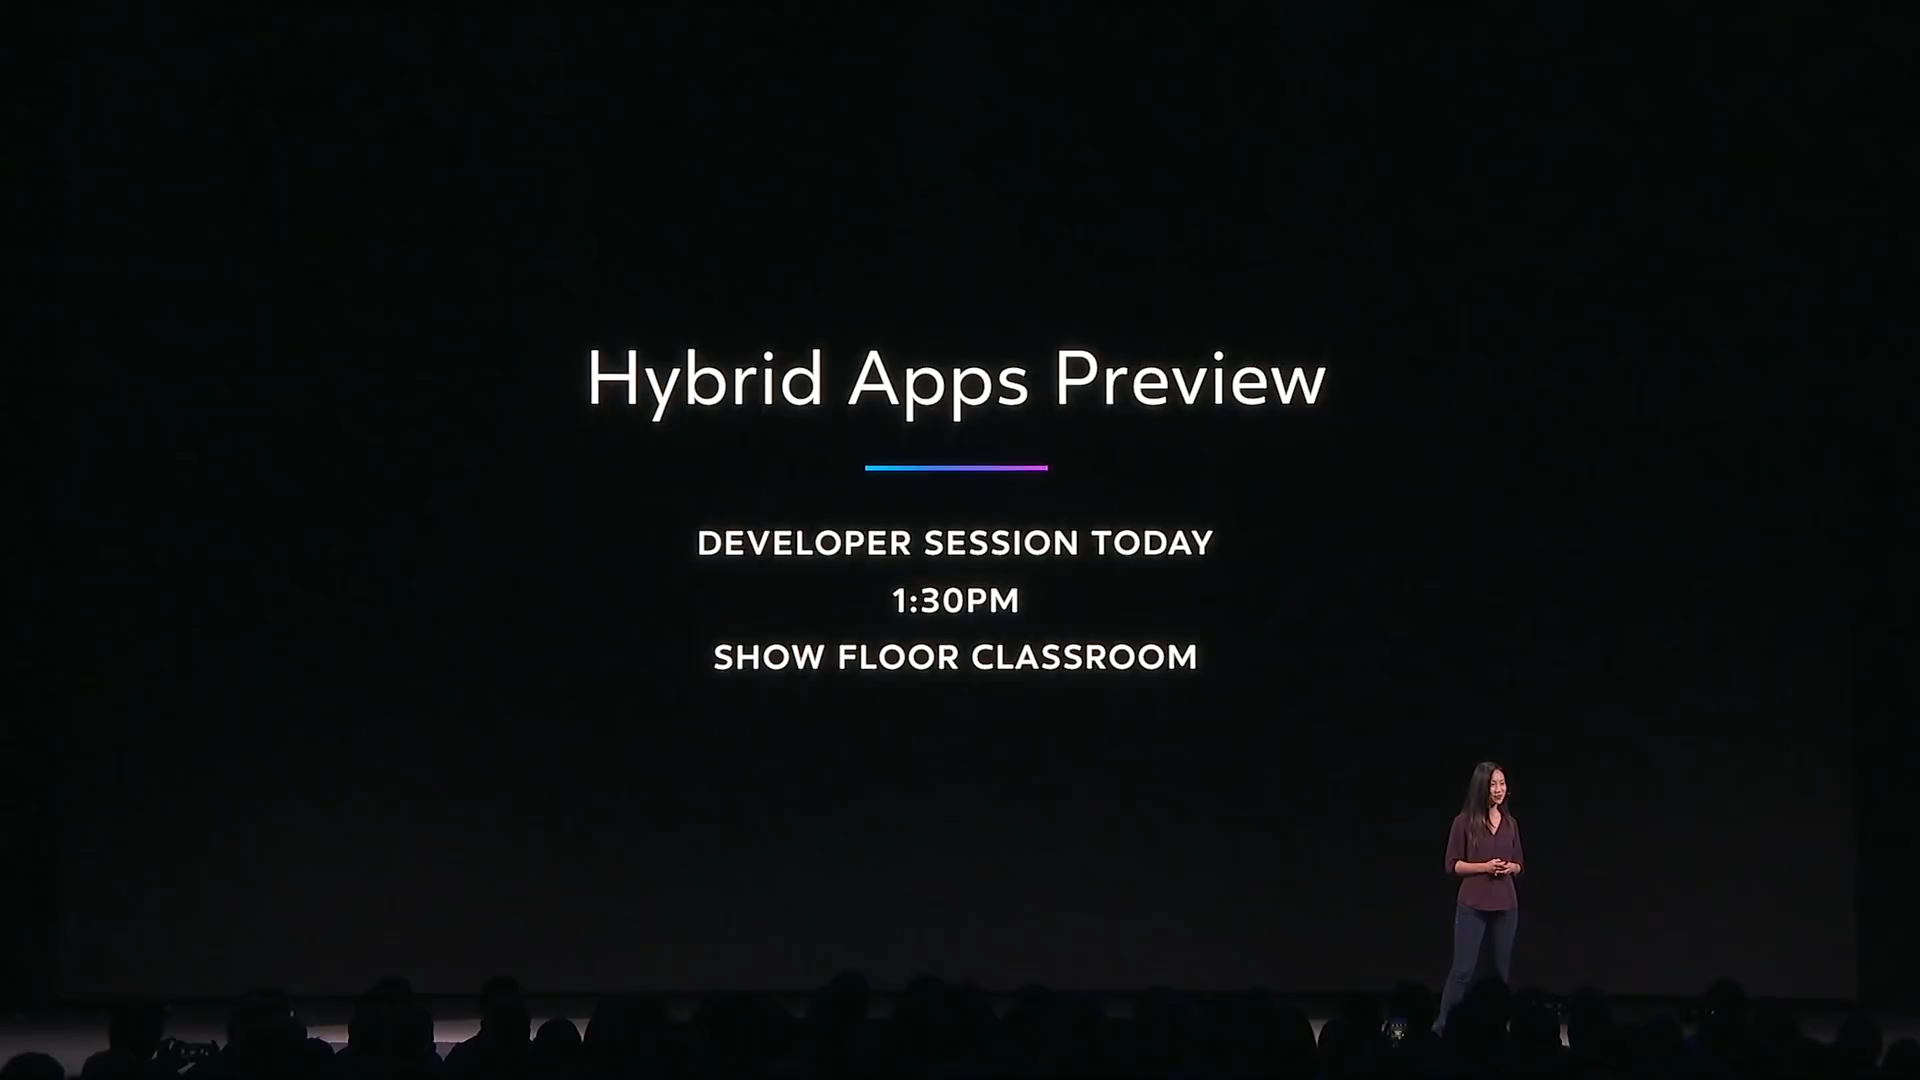 Hybrid Apps Preview
DEVELOPER SESSION TODAY
1:30PM
SHOW FLOOR CLASSROOM